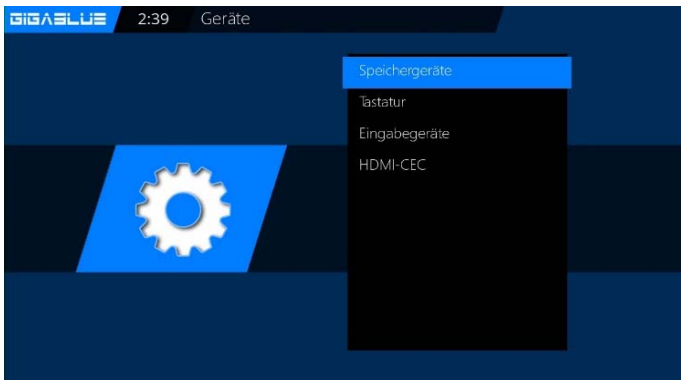 GIGABLUE 2:39 Geräte
Speichergeräte
Tastatur
Eingabegeräte
HDMI-CEC